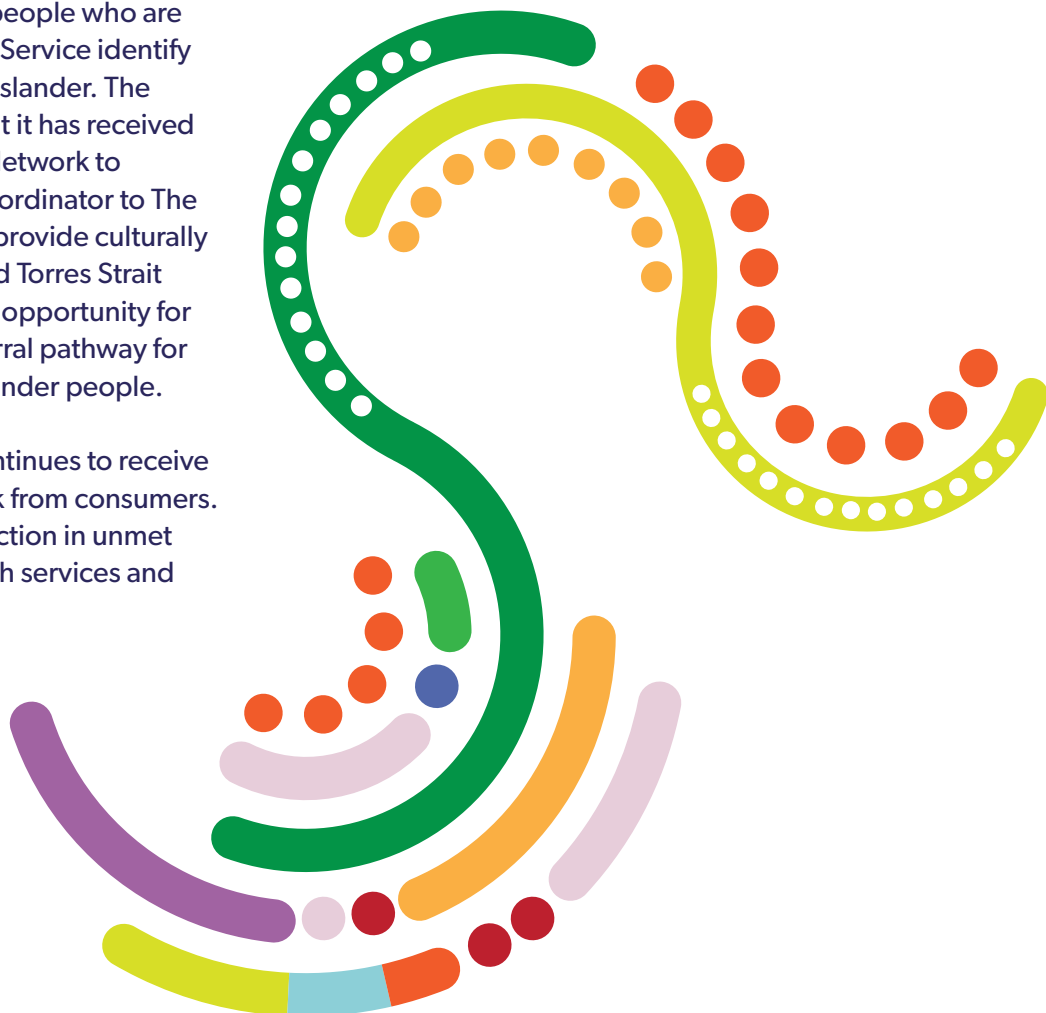 people who are
Service identify
slander. The
t it has received
etwork to
ordinator to The
provide culturally
d Torres Strait
opportunity for
rral pathway for
nder people.
ntinues to receive
k from consumers.
ction in unmet
h services and